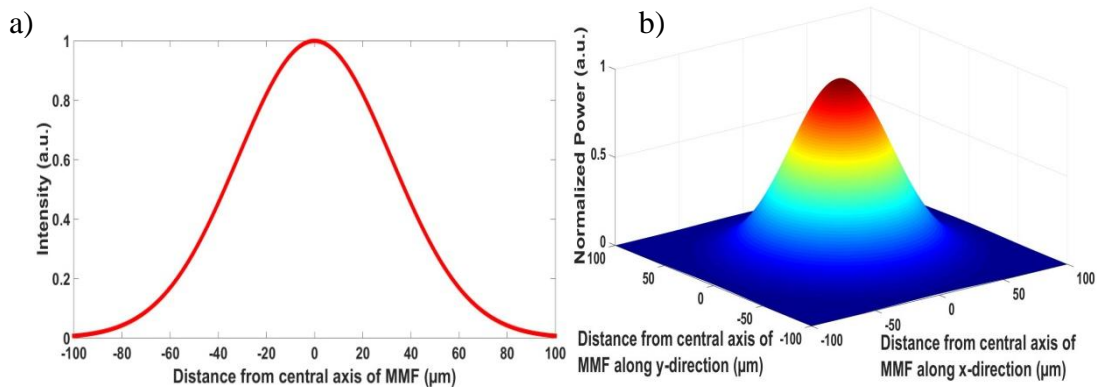 a)
1
0.8
0.6
0.4
0.2
0
Intensity (a.u.)
-100 -80 -60 -40 -20 0 20 40 60 80 100
Distance from central axis of MMF (µm)
b)
1
0.5
0
Normalized Power (a.u.)
100
50
0
-50
-100
Distance from central axis of
MMF along y-direction (µm)
-100
-50
0
50
100
Distance from central axis of
MMF along x-direction (µm)